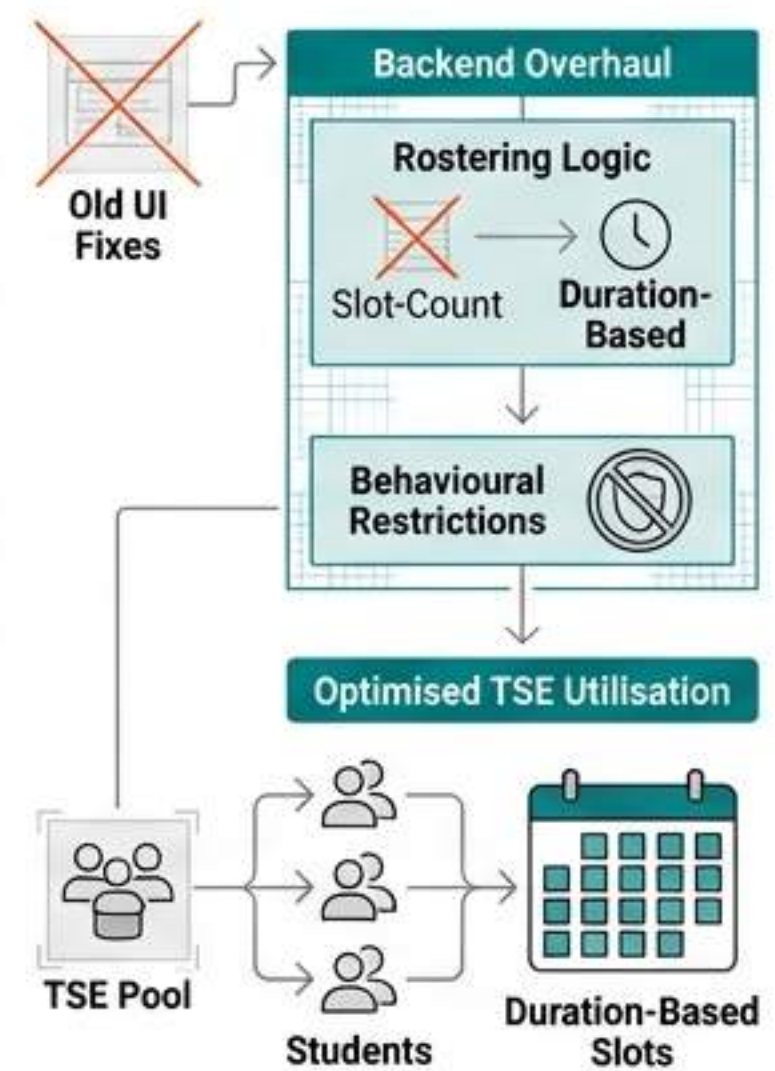 Backend Overhaul
Old UI
Fixes
Rostering Logic
Slot-Count
Duration-
Based
Behavioural
Restrictions
Optimised TSE Utilisation
TSE Pool
Students
Duration-Based
Slots